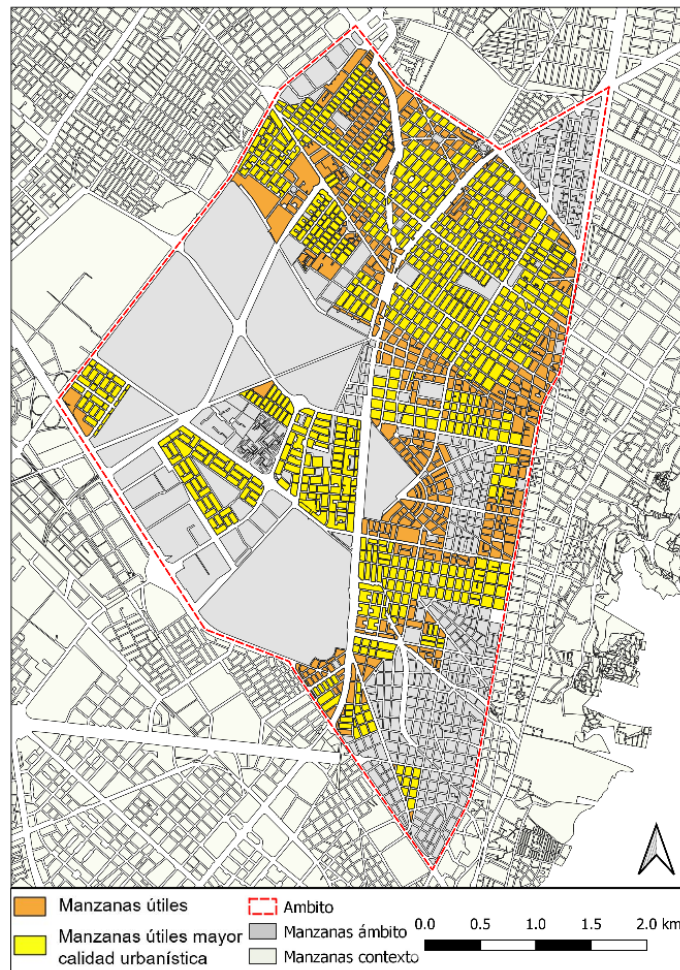 Manzanas útiles
Manzanas útiles mayor
calidad urbanística
Ambito
Manzanas ámbito
Manzanas contexto
0.0 0.5 1.0 1.5 2.0 km